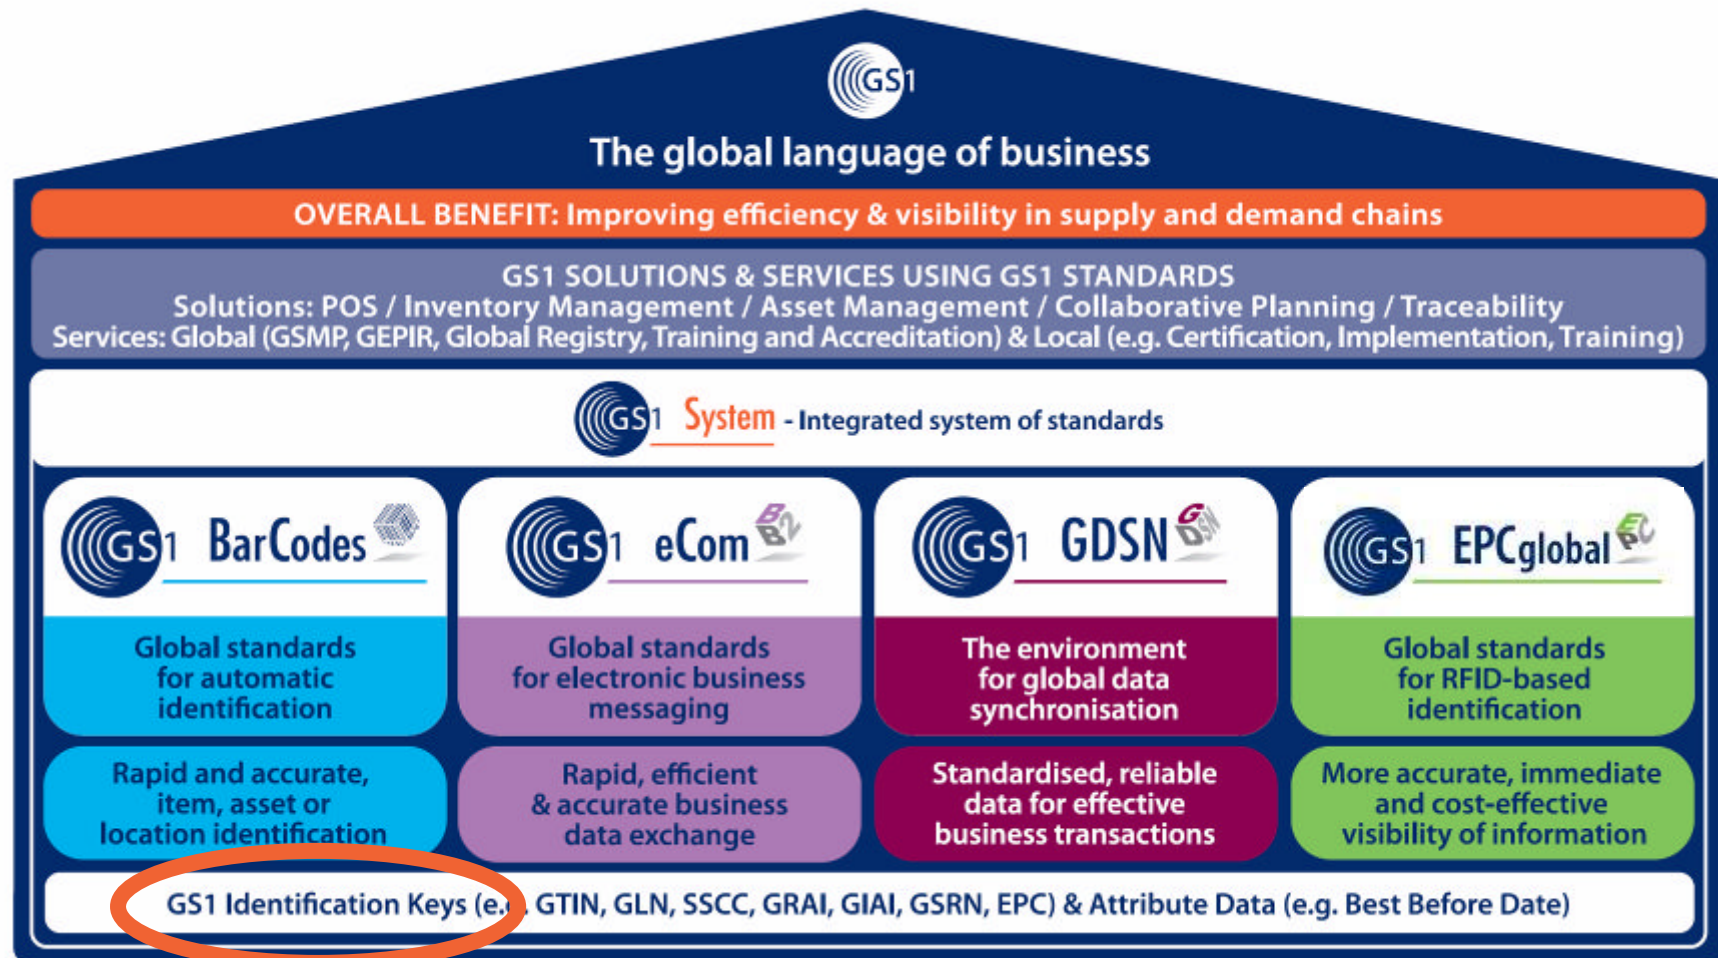 GS1
The global language of business
OVERALL BENEFIT: Improving efficiency & visibility in supply and demand chains
GS1 SOLUTIONS & SERVICES USING GS1 STANDARDS
Solutions: POS / Inventory Management / Asset Management / Collaborative Planning / Traceability
Services: Global (GSMP, GEPIR, Global Registry, Training and Accreditation) & Local (e.g. Certification, Implementation, Training)
GS1 System - Integrated system of standards
GS1 BarCodes
Global standards
for automatic
identification
Rapid and accurate,
item, asset or
location identification
GS1 eCom B2B
Global standards
for electronic business
messaging
Rapid, efficient
& accurate business
data exchange
GS1 GDSN GDSN
The environment
for global data
synchronisation
Standardised, reliable
data for effective
business transactions
GS1 EPCglobal EPC
Global standards
for RFID-based
identification
More accurate, immediate
and cost-effective
visibility of information
GS1 Identification Keys (e.g. GTIN, GLN, SSCC, GRAI, GIAI, GSRN, EPC) & Attribute Data (e.g. Best Before Date)